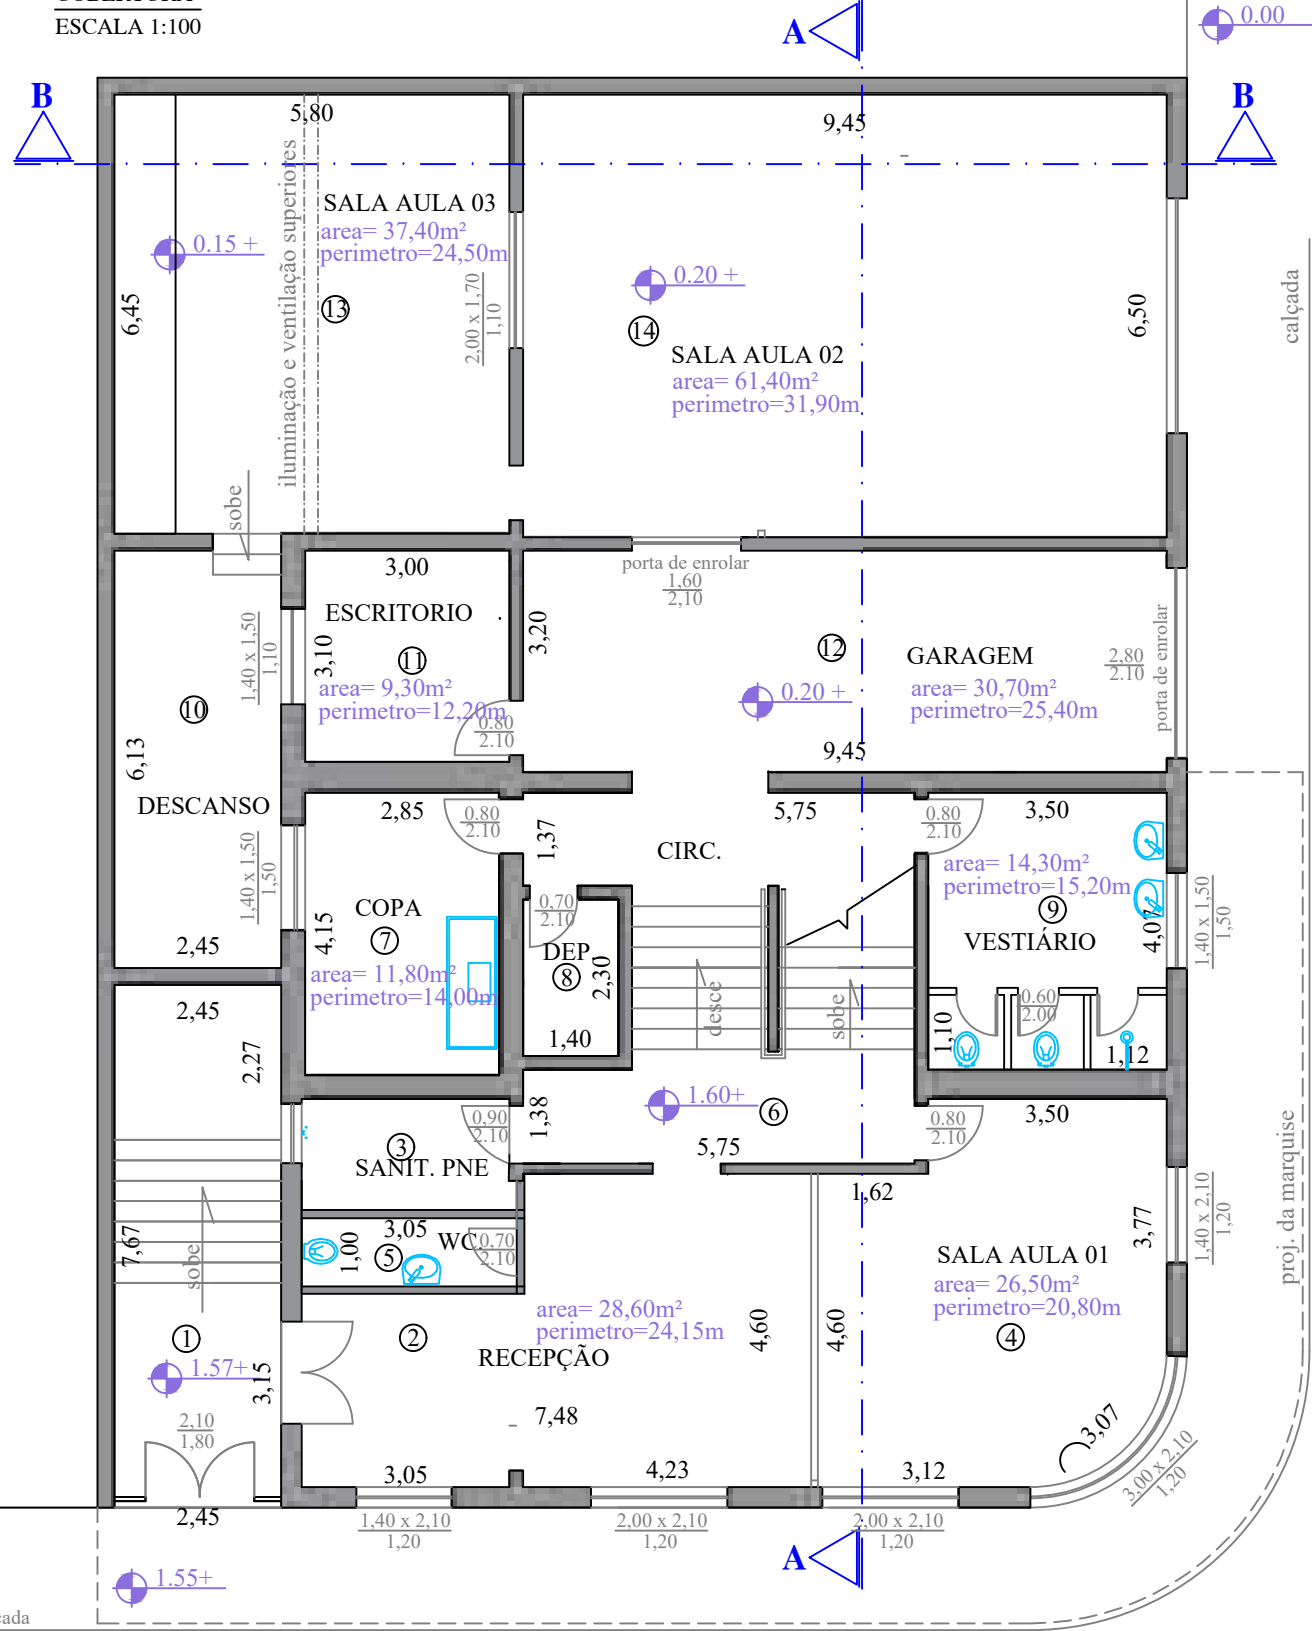 ESCALA 1:100
A
0.00
B
B
5,80
9,45
iluminação e ventilação superiores
SALA AULA 03
area= 37,40m²
perimetro=24,50m
0.15 +
13
6,45
2,00 x 1,70
1,10
0.20 +
14
SALA AULA 02
area= 61,40m²
perimetro=31,90m
6,50
calçada
sobe
porta de enrolar
1,60
2,10
3,00
ESCRITORIO
3,10
11
area= 9,30m²
perimetro=12,20m
0.80
2.10
3,20
12
GARAGEM
area= 30,70m²
perimetro=25,40m
0.20 +
9,45
2,80
2.10
porta de enrolar
1,40 x 1,50
1,10
10
6,13
DESCANSO
1,40 x 1,50
1,50
2,45
2,85
0.80
2.10
1,37
CIRC.
5,75
0.80
2.10
3,50
area= 14,30m²
perimetro=15,20m
9
VESTIÁRIO
4,07
1,40 x 1,50
1,50
COPA
7
4,15
area= 11,80m²
perimetro=14,00m
0,70
2.10
DEP.
8
2,30
1,40
desce
sobe
0.60
2.00
1,10
1,12
2,45
2,27
1,38
1.60+
6
5,75
0,90
2.10
3
SANIT. PNE
0.80
2.10
3,50
1,62
3,77
1,40 x 2,10
1,20
proj. da marquise
7,67
sobe
3,05
WC.
1,00
5
0,70
2.10
SALA AULA 01
area= 26,50m²
perimetro=20,80m
4
area= 28,60m²
perimetro=24,15m
RECEPÇÃO
2
4,60
4,60
1
1.57+
3,15
2,10
1,80
7,48
3,07
3,00 x 2,10
1,20
3,05
4,23
3,12
2,45
1,40 x 2,10
1,20
2,00 x 2,10
1,20
2,00 x 2,10
1,20
A
1.55+